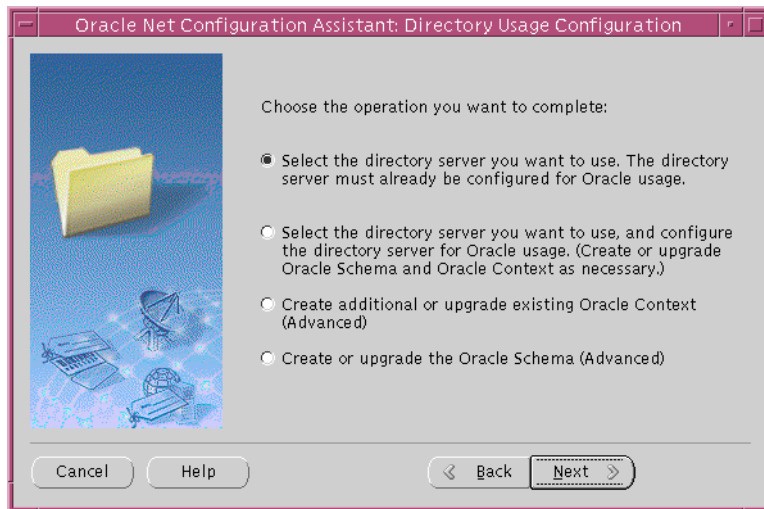 Oracle Net Configuration Assistant: Directory Usage Configuration
Choose the operation you want to complete:
Select the directory server you want to use. The directory
server must already be configured for Oracle usage.
Select the directory server you want to use, and configure
the directory server for Oracle usage. (Create or upgrade
Oracle Schema and Oracle Context as necessary.)
Create additional or upgrade existing Oracle Context
(Advanced)
Create or upgrade the Oracle Schema (Advanced)
Cancel
Help
Back
Next